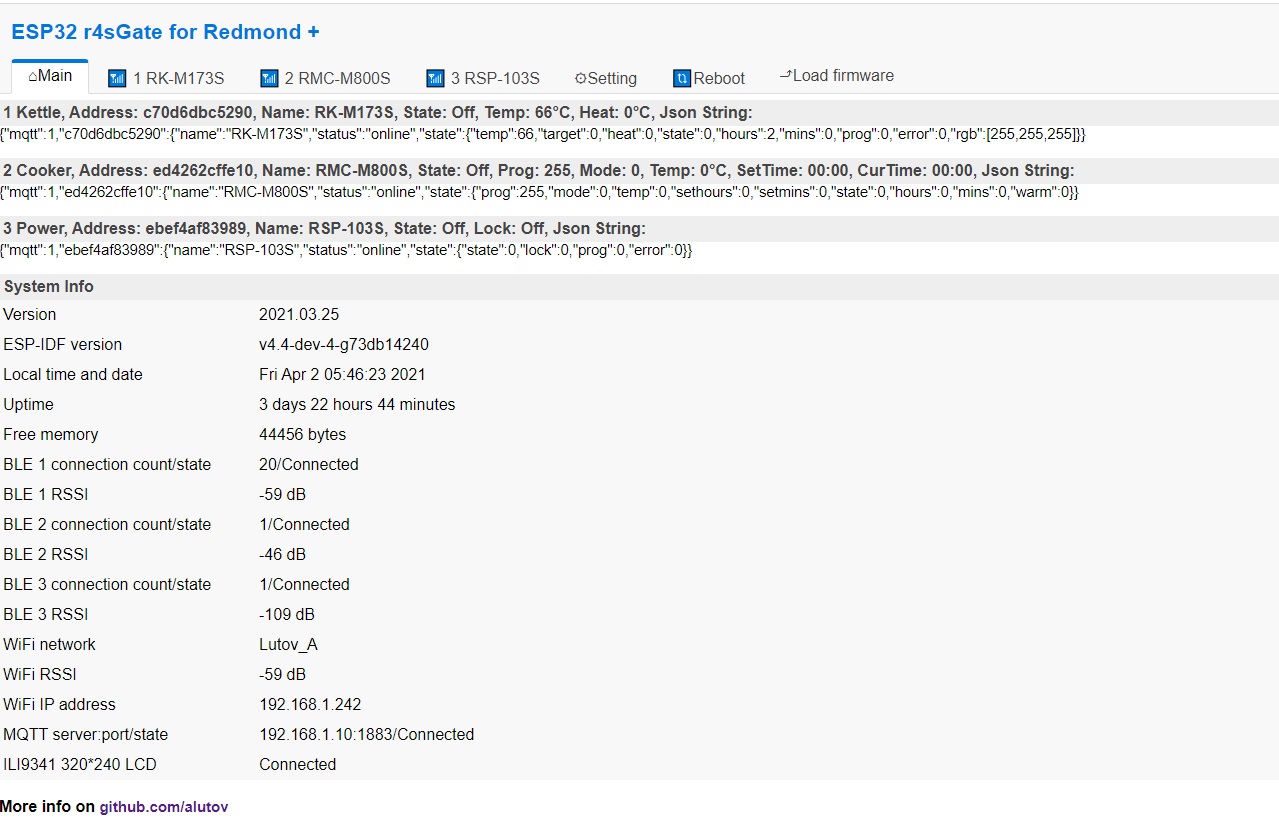 ESP32 r4sGate for Redmond +
⌂Main 1 RK-M173S 2 RMC-M800S 3 RSP-103S ⚙Setting Reboot Load firmware
1 Kettle, Address: c70d6dbc5290, Name: RK-M173S, State: Off, Temp: 66°C, Heat: 0°C, Json String:
{"mqtt":1,"c70d6dbc5290":{"name":"RK-M173S","status":"online","state":{"temp":66,"target":0,"heat":0,"state":0,"hours":2,"mins":0,"prog":0,"error":0,"rgb":[255,255,255]}}
2 Cooker, Address: ed4262cffe10, Name: RMC-M800S, State: Off, Prog: 255, Mode: 0, Temp: 0°C, SetTime: 00:00, CurTime: 00:00, Json String:
{"mqtt":1,"ed4262cffe10":{"name":"RMC-M800S","status":"online","state":{"prog":255,"mode":0,"temp":0,"sethours":0,"setmins":0,"state":0,"hours":0,"mins":0,"warm":0}}
3 Power, Address: ebef4af83989, Name: RSP-103S, State: Off, Lock: Off, Json String:
{"mqtt":1,"ebef4af83989":{"name":"RSP-103S","status":"online","state":{"state":0,"lock":0,"prog":0,"error":0}}
System Info
Version 2021.03.25
ESP-IDF version v4.4-dev-4-g73db14240
Local time and date Fri Apr 2 05:46:23 2021
Uptime 3 days 22 hours 44 minutes
Free memory 44456 bytes
BLE 1 connection count/state 20/Connected
BLE 1 RSSI -59 dB
BLE 2 connection count/state 1/Connected
BLE 2 RSSI -46 dB
BLE 3 connection count/state 1/Connected
BLE 3 RSSI -109 dB
WiFi network Lutov_A
WiFi RSSI -59 dB
WiFi IP address 192.168.1.242
MQTT server:port/state 192.168.1.10:1883/Connected
ILI9341 320*240 LCD Connected
More info on github.com/alutov